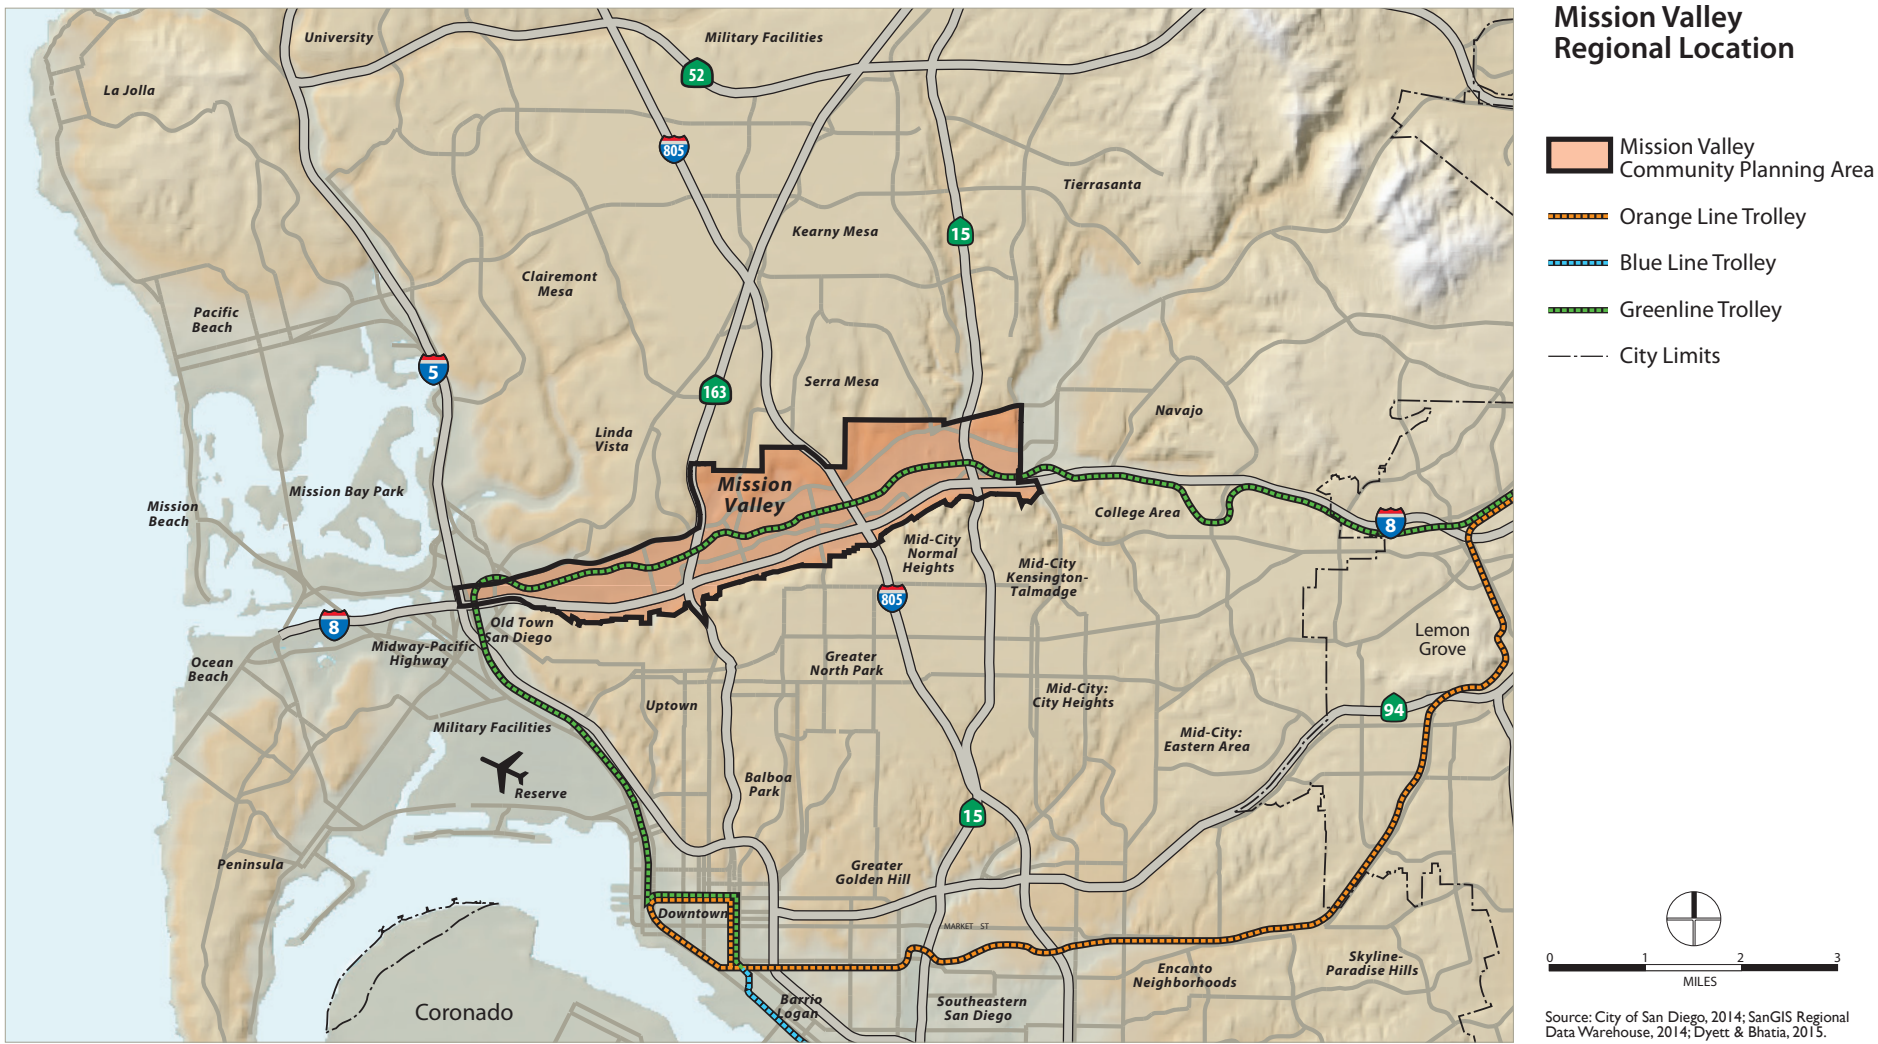 Mission Valley
Regional Location
Mission Valley
Community Planning Area
Orange Line Trolley
Blue Line Trolley
Greenline Trolley
City Limits
University
Military Facilities
52
La Jolla
805
Tierrasanta
Kearny Mesa
15
Clairemont
Mesa
Pacific
Beach
5
163
Serra Mesa
Navajo
Linda
Vista
Mission Bay Park
Mission
Valley
Mission
Beach
College Area
8
Mid-City
Normal
Heights
Mid-City
Kensington-
Talmadge
805
8
Old Town
San Diego
Midway-Pacific
Highway
Ocean
Beach
Greater
North Park
Lemon
Grove
Uptown
Mid-City:
City Heights
94
Military Facilities
Mid-City:
Eastern Area
Balboa
Park
Reserve
15
Peninsula
Greater
Golden Hill
Downtown
MARKET ST
Skyline-
Paradise Hills
Encanto
Neighborhoods
Barrio
Logan
Southeastern
San Diego
Coronado
0 1 2 3
MILES
Source: City of San Diego, 2014; SanGIS Regional
Data Warehouse, 2014; Dyett & Bhatia, 2015.